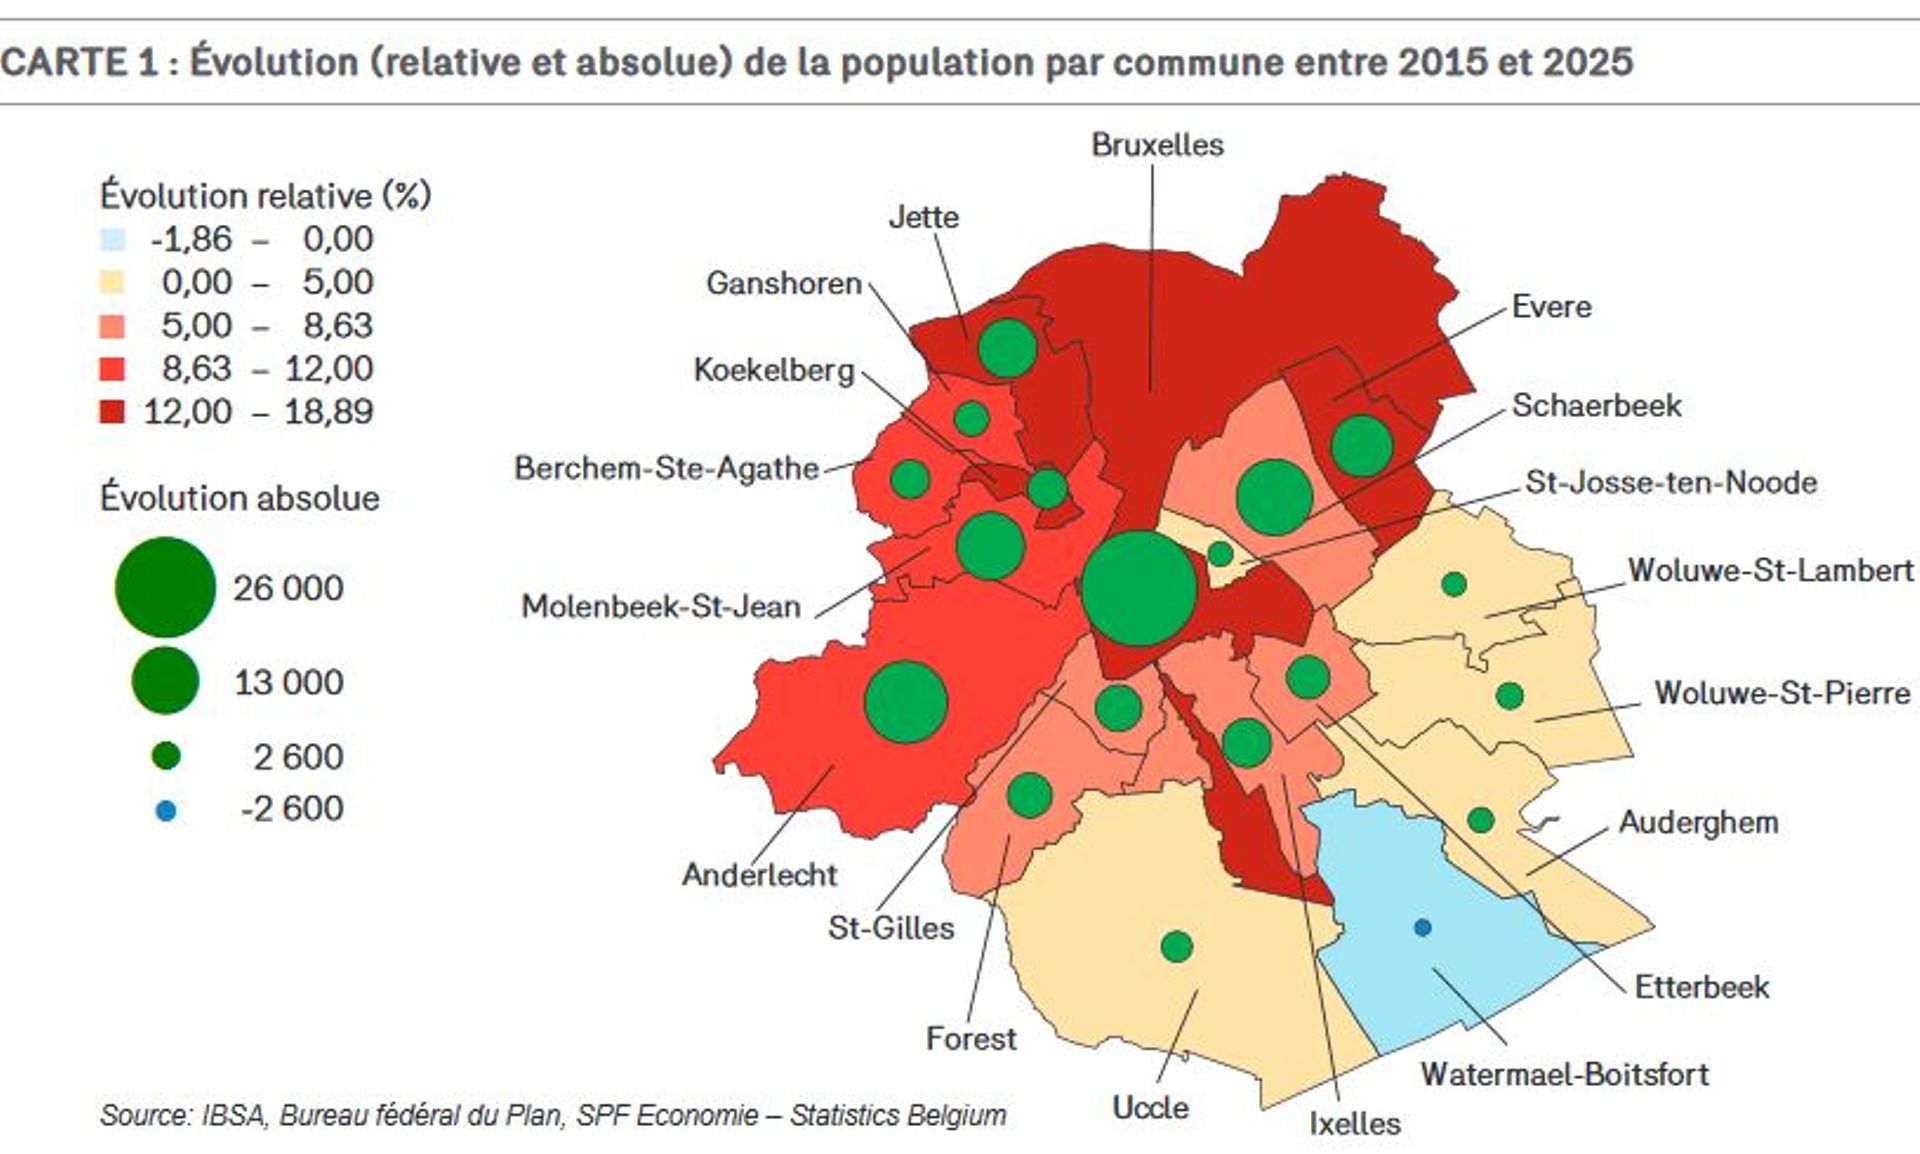 CARTE 1 : Évolution (relative et absolue) de la population par commune entre 2015 et 2025
Évolution relative (%)
-1,86 – 0,00
0,00 – 5,00
5,00 – 8,63
8,63 – 12,00
12,00 – 18,89
Évolution absolue
26 000
13 000
2 600
-2 600
Bruxelles
Jette
Ganshoren
Evere
Koekelberg
Schaerbeek
Berchem-Ste-Agathe
St-Josse-ten-Noode
Woluwe-St-Lambert
Molenbeek-St-Jean
Woluwe-St-Pierre
Auderghem
Anderlecht
St-Gilles
Etterbeek
Forest
Watermael-Boitsfort
Uccle
Ixelles
Source: IBSA, Bureau fédéral du Plan, SPF Economie – Statistics Belgium